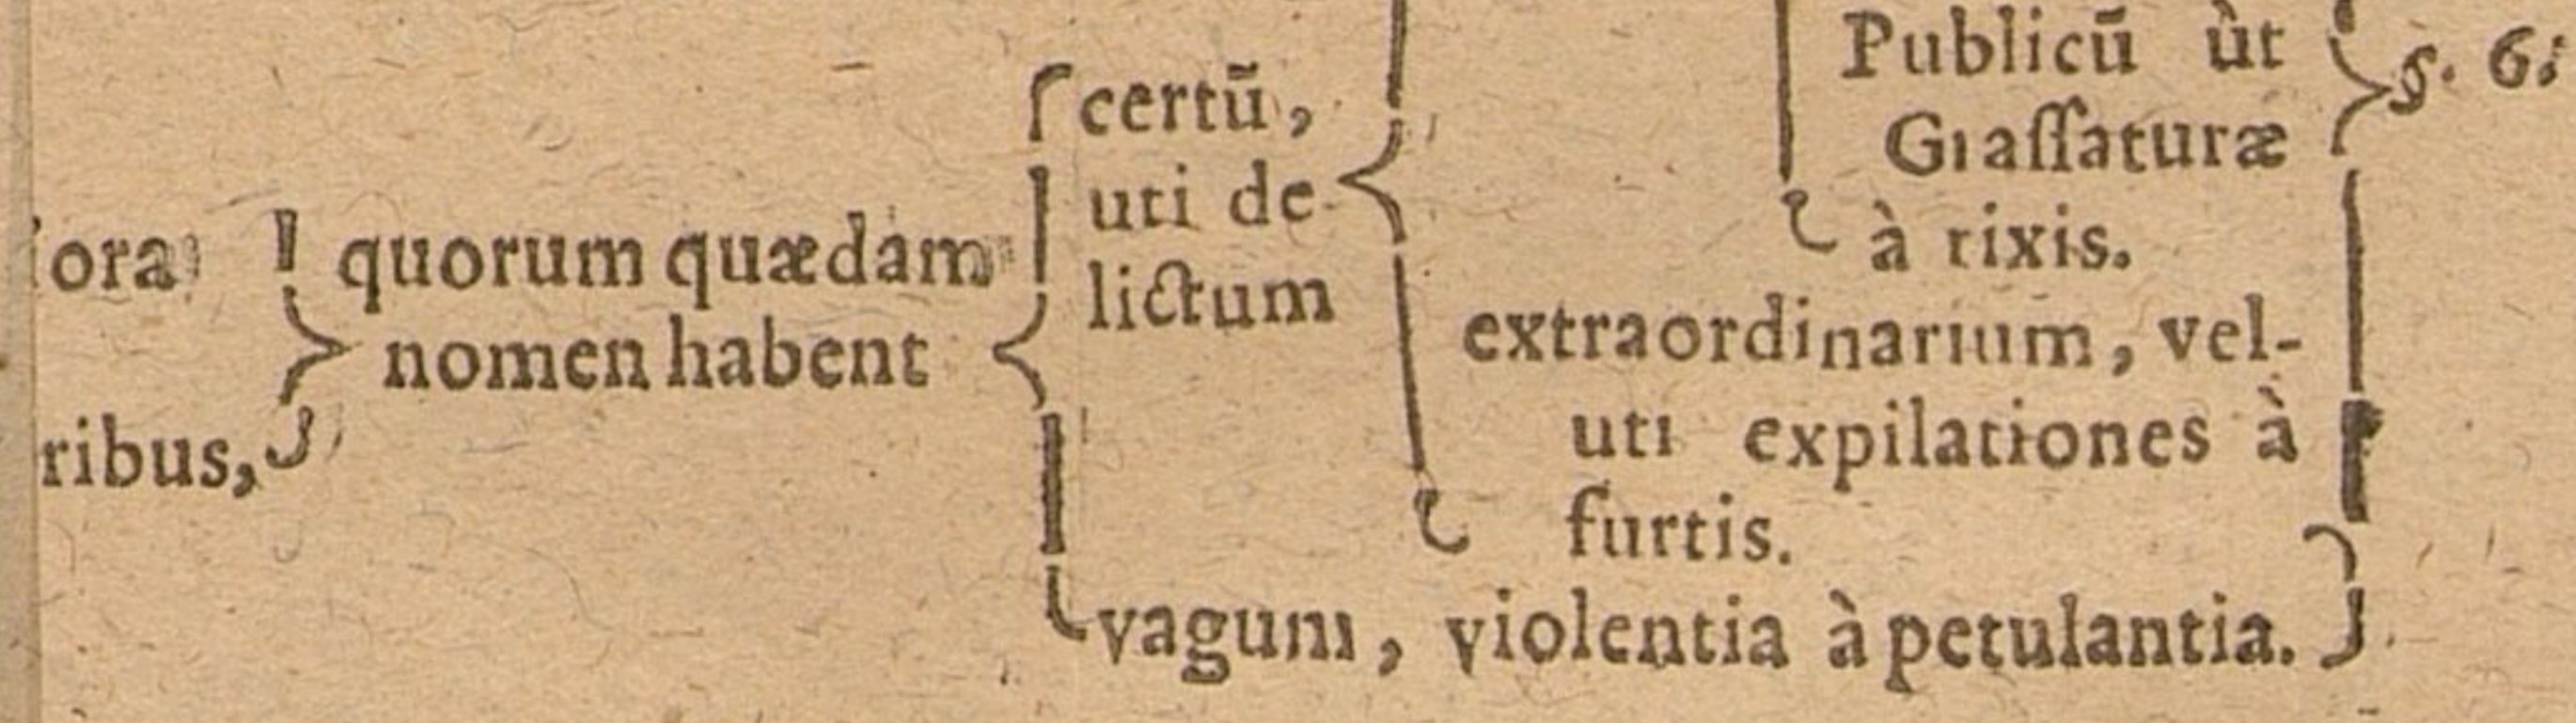 ora
ribus,
quorum quædam
nomen habent
certũ,
uti de
lictum
Publicũ ùt
Graſſaturæ
à rixis.
extraordinarium, vel-
uti expilationes à
furtis.
vagum, violentia à petulantia.
§. 6.